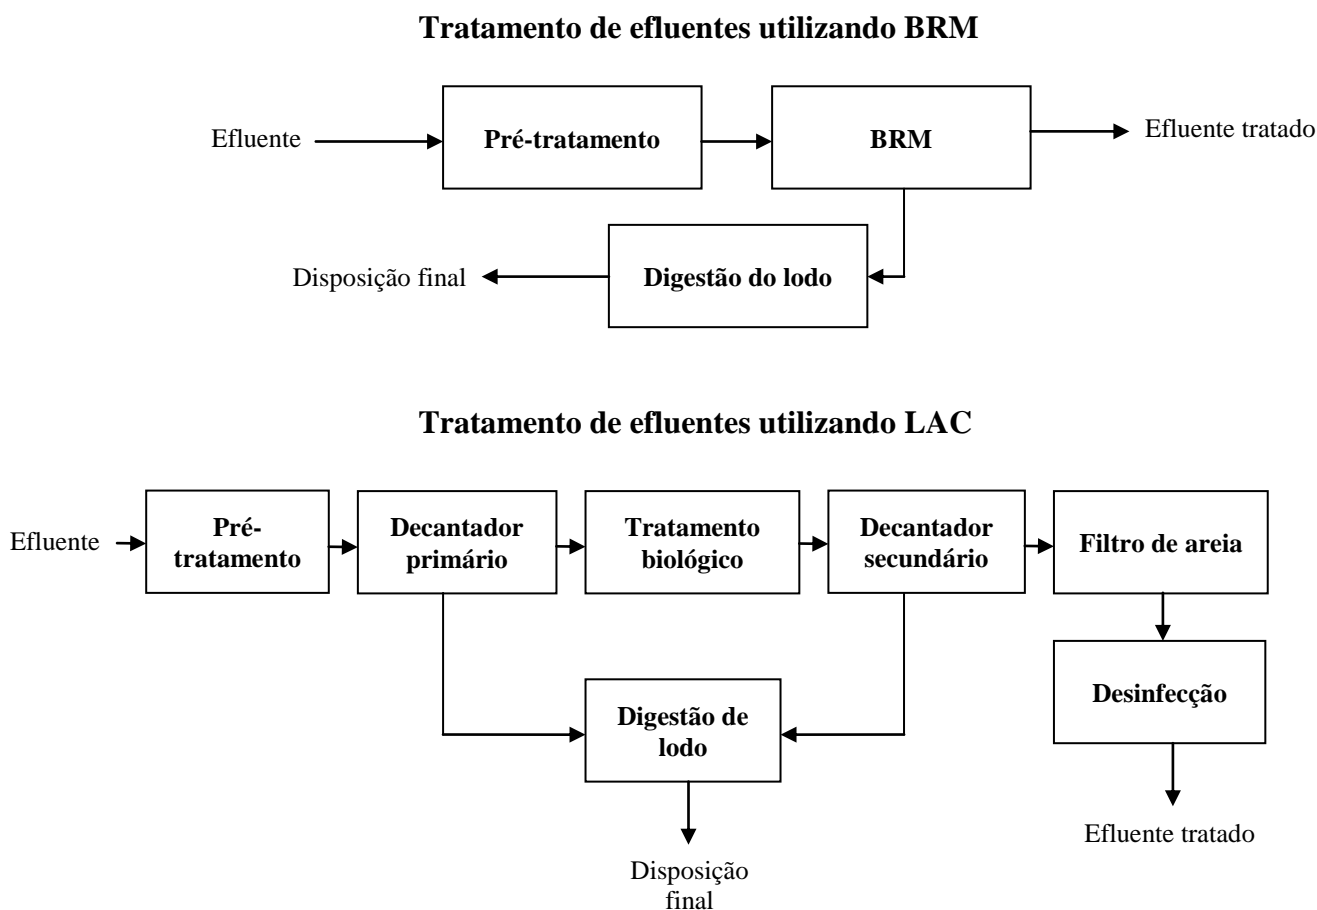 Tratamento de efluentes utilizando BRM
Efluente
Pré-tratamento
BRM
Efluente tratado
Disposição final
Digestão do lodo
Tratamento de efluentes utilizando LAC
Efluente
Pré-
tratamento
Decantador
primário
Tratamento
biológico
Decantador
secundário
Filtro de areia
Digestão de
lodo
Desinfecção
Disposição
final
Efluente tratado